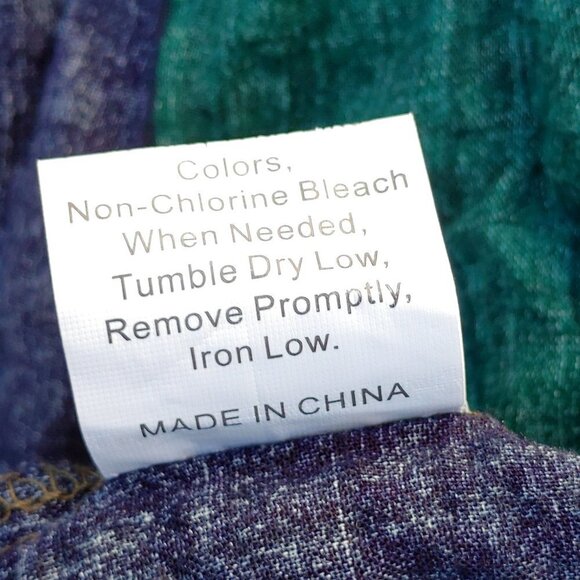 Colors,
Non-Chlorine Bleach
When Needed,
Tumble Dry Low,
Remove Promptly,
Iron Low.
MADE IN CHINA